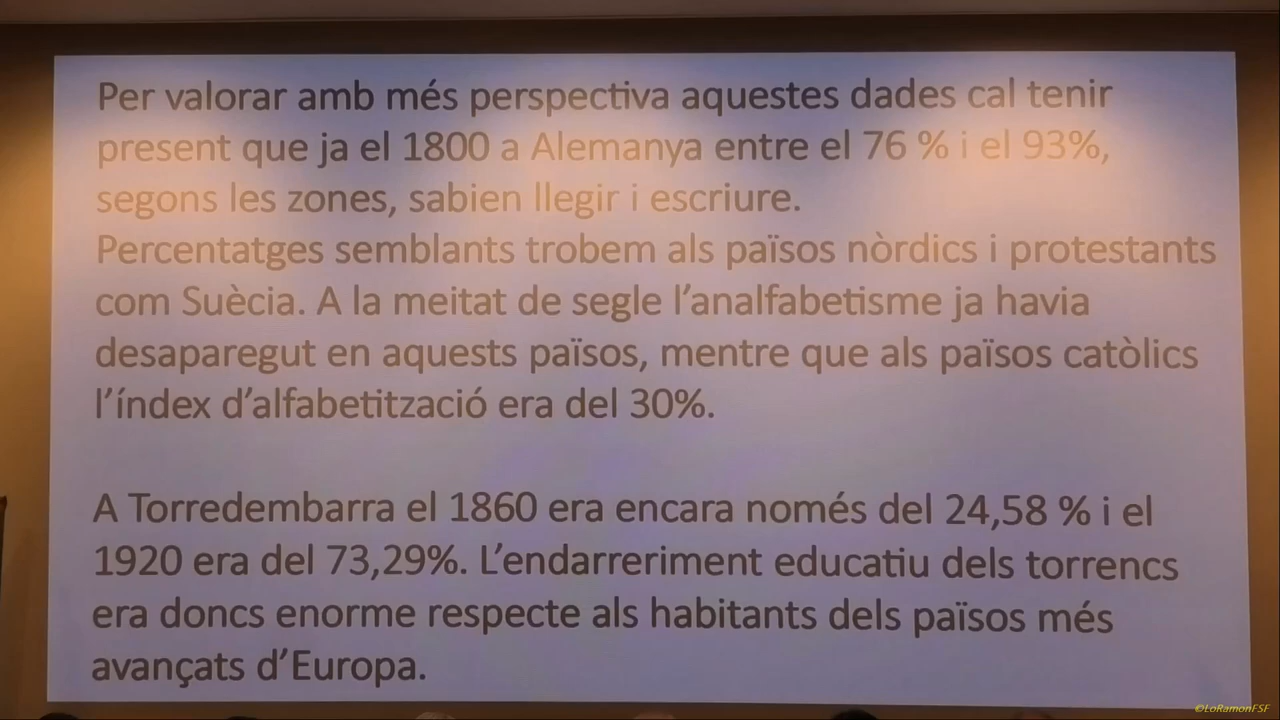 Per valorar amb més perspectiva aquestes dades cal tenir
present que ja el 1800 a Alemanya entre el 76 % i el 93%,
segons les zones, sabien llegir i escriure.
Percentatges semblants trobem als països nòrdics i protestants
com Suècia. A la meitat de segle l’analfabetisme ja havia
desaparegut en aquests països, mentre que als països catòlics
l’índex d’alfabetització era del 30%.
A Torredembarra el 1860 era encara només del 24,58 % i el
1920 era del 73,29%. L’endarreriment educatiu dels torrencs
era doncs enorme respecte als habitants dels països més
avançats d’Europa.
©LoRamonFSF